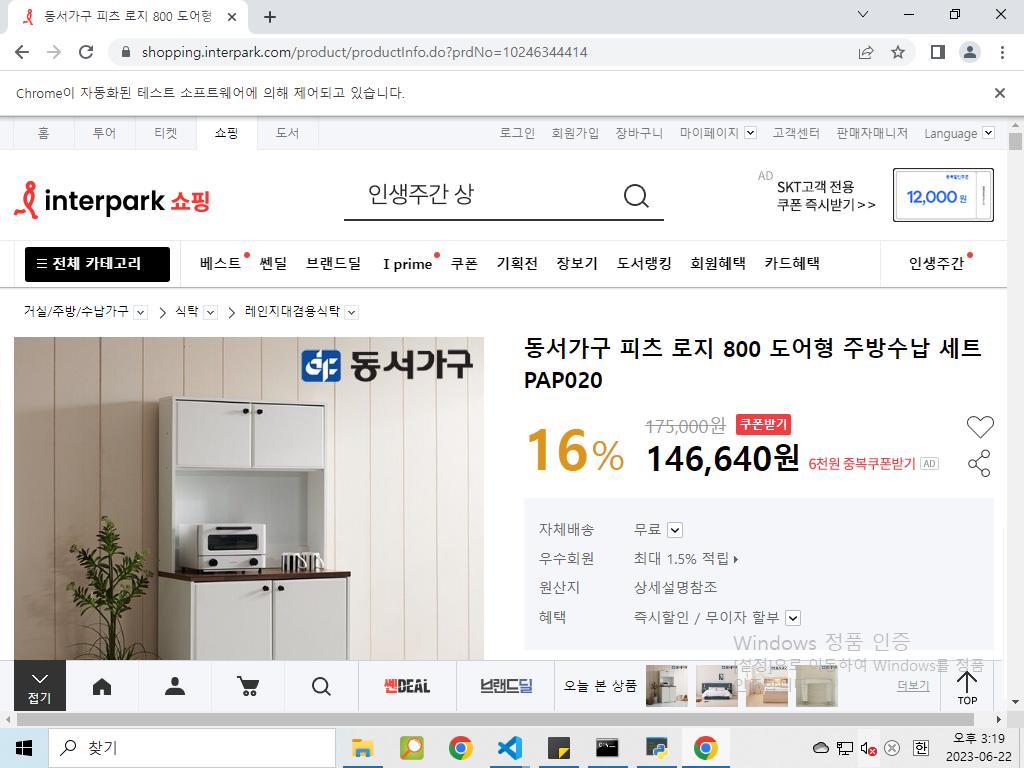 동서가구 피츠 로지 800 도어형
shopping.interpark.com/product/productInfo.do?prdNo=10246344414
Chrome이 자동화된 테스트 소프트웨어에 의해 제어되고 있습니다.
홈 투어 티켓 쇼핑 도서 로그인 회원가입 장바구니 마이페이지 고객센터 판매자매니저 Language
interpark 쇼핑
인생주간 상
AD SKT고객 전용
쿠폰 즉시받기>>
12,000원
전체 카테고리 베스트 쎈딜 브랜드딜 I prime 쿠폰 기획전 장보기 도서랭킹 회원혜택 카드혜택 인생주간
거실/주방/수납가구 식탁 레인지대겸용식탁
동서가구
동서가구 피츠 로지 800 도어형 주방수납 세트
PAP020
16% 175,000원 쿠폰받기
146,640원 6천원 중복쿠폰받기 AD
자체배송 무료
우수회원 최대 1.5% 적립
원산지 상세설명참조
혜택 즉시할인 / 무이자 할부
Windows 정품 인증
[설정]으로 이동하여 Windows를 정품
접기
쎈DEAL 브랜드딜 오늘 본 상품 더보기 TOP
찾기
한
오후 3:19
2023-06-22